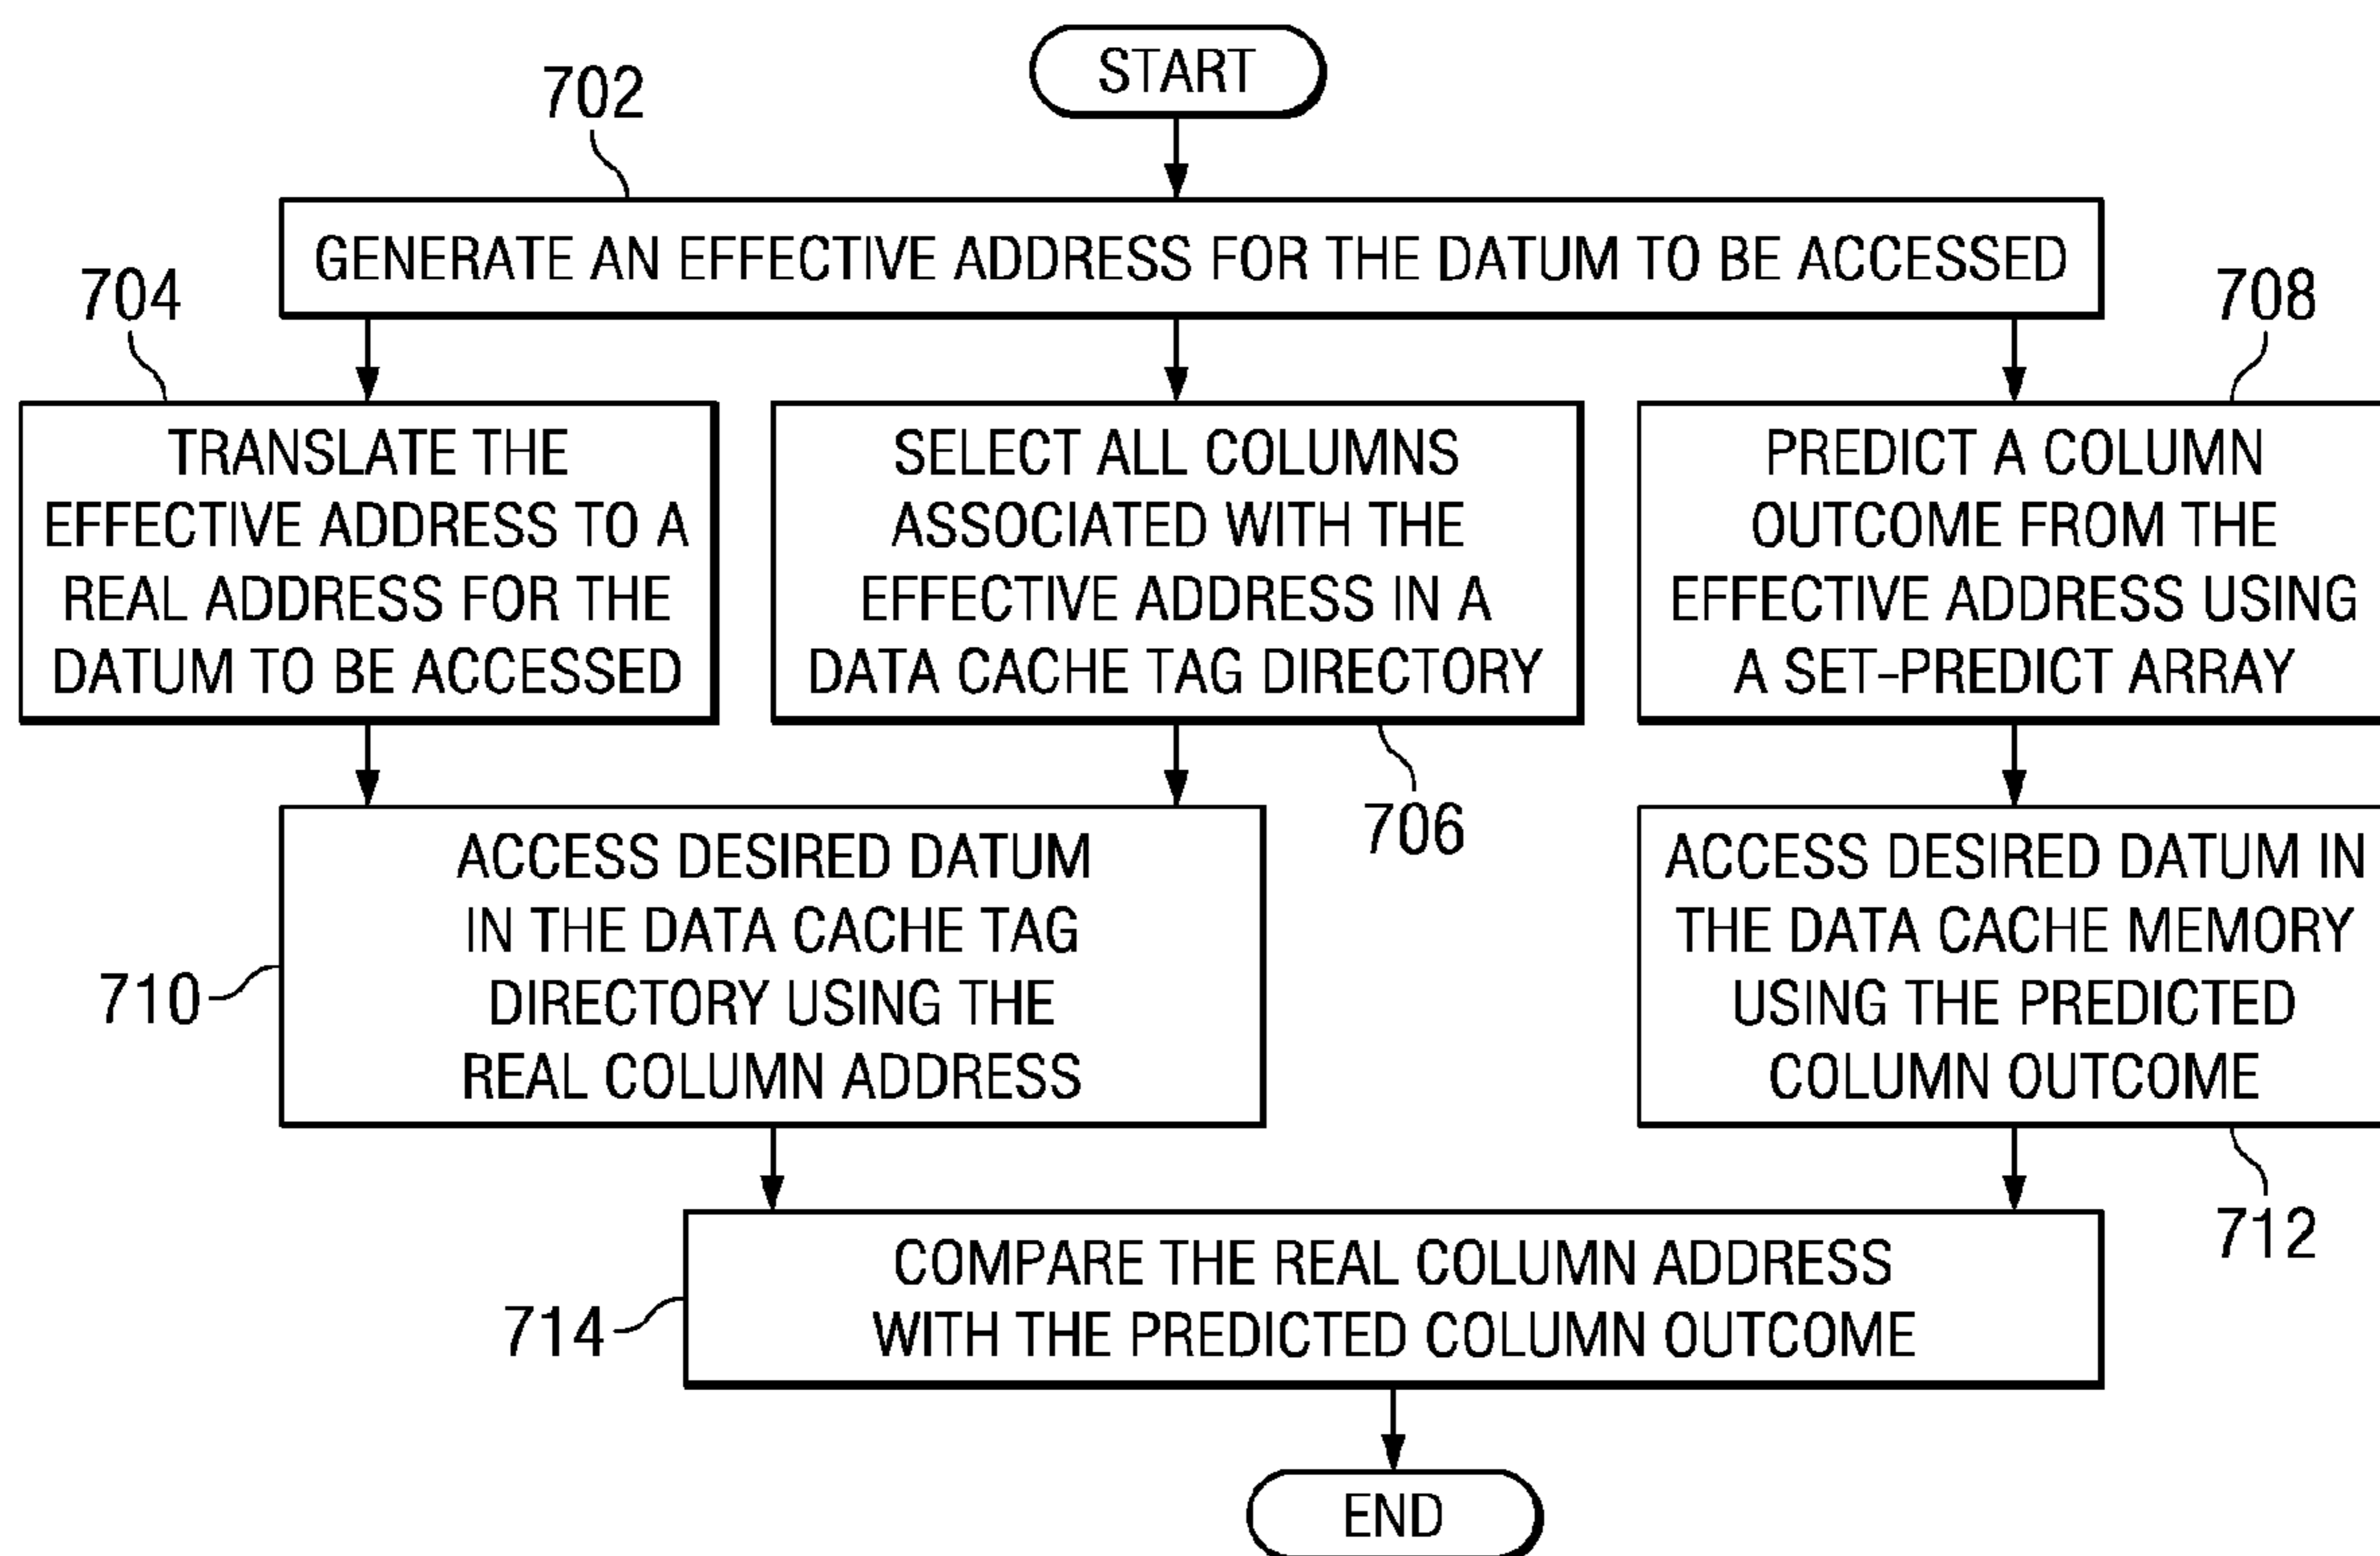 START
702
GENERATE AN EFFECTIVE ADDRESS FOR THE DATUM TO BE ACCESSED
704
708
TRANSLATE THE
EFFECTIVE ADDRESS TO A
REAL ADDRESS FOR THE
DATUM TO BE ACCESSED
SELECT ALL COLUMNS
ASSOCIATED WITH THE
EFFECTIVE ADDRESS IN A
DATA CACHE TAG DIRECTORY
PREDICT A COLUMN
OUTCOME FROM THE
EFFECTIVE ADDRESS USING
A SET-PREDICT ARRAY
706
ACCESS DESIRED DATUM
IN THE DATA CACHE TAG
DIRECTORY USING THE
REAL COLUMN ADDRESS
710
ACCESS DESIRED DATUM IN
THE DATA CACHE MEMORY
USING THE PREDICTED
COLUMN OUTCOME
712
COMPARE THE REAL COLUMN ADDRESS
WITH THE PREDICTED COLUMN OUTCOME
714
END